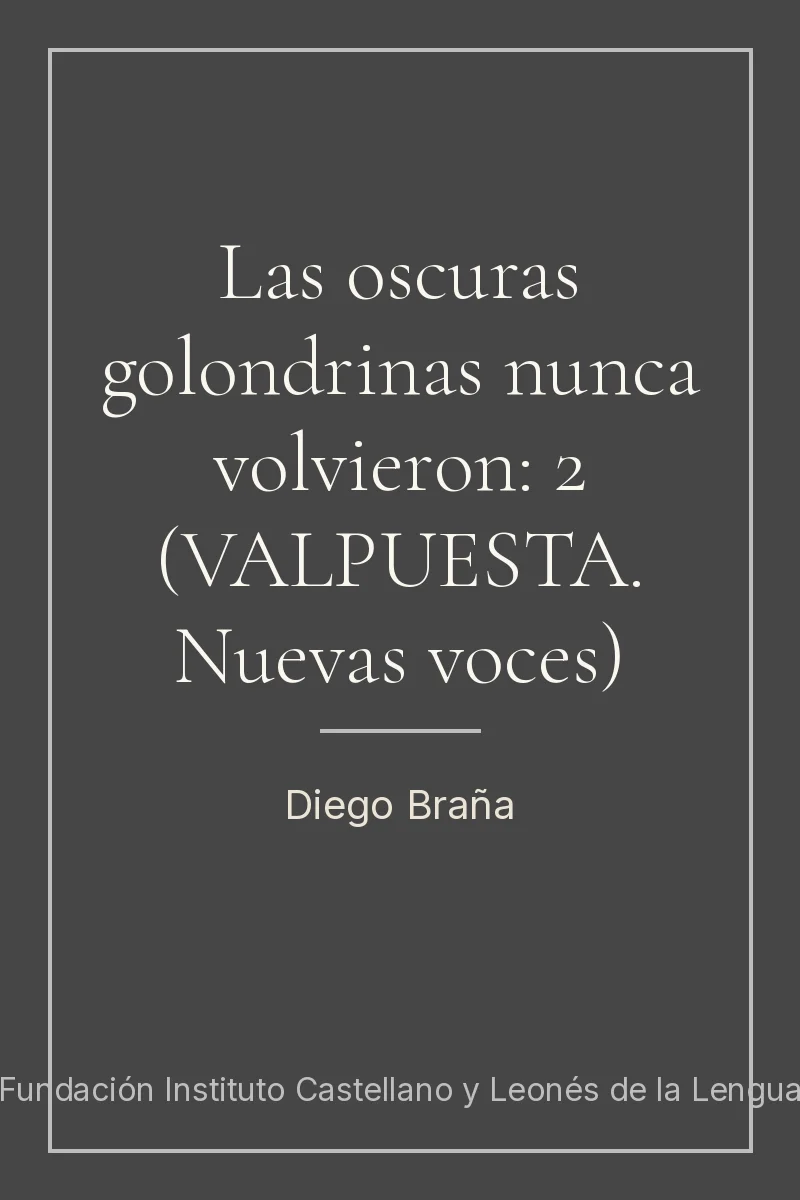 Las oscuras
golondrinas nunca
volvieron: 2
(VALPUESTA.
Nuevas voces)
Diego Braña
Fundación Instituto Castellano y Leonés de la Lengua